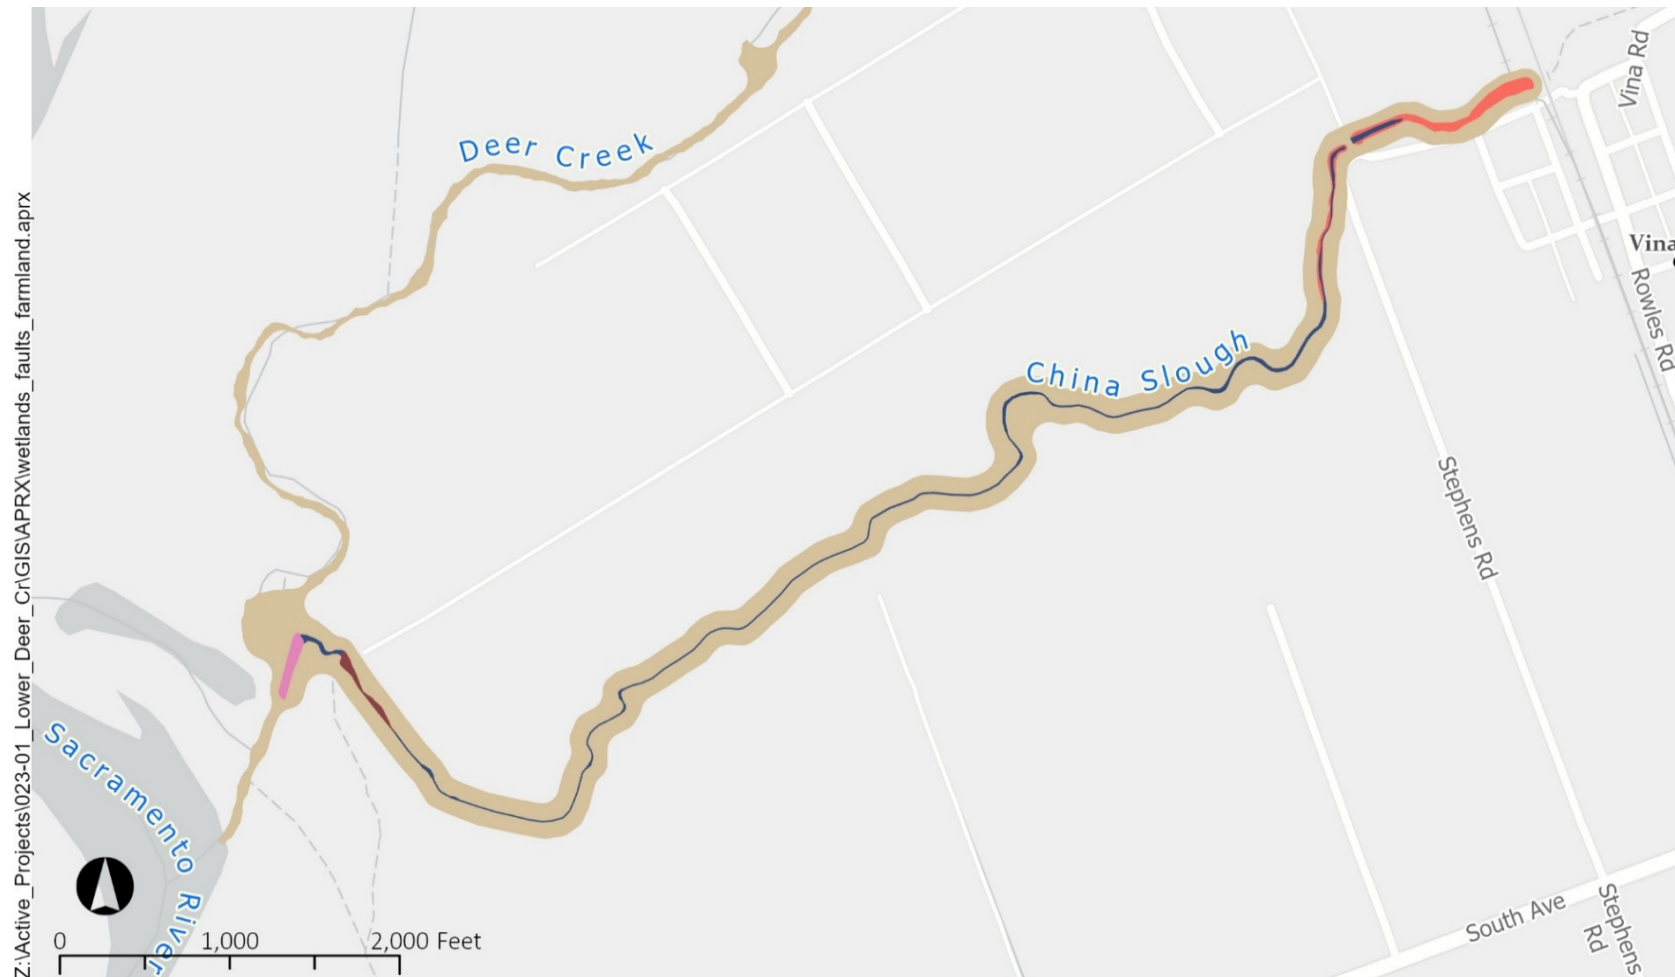 Z:\Active_Projects\023-01_Lower_Deer_Cr\GIS\APRX\wetlands_faults_farmland.aprx
Deer Creek
Vina Rd
Vina
Rowles Rd
China Slough
Stephens Rd
Sacramento River
South Ave
Stephens
Rd
0 1,000 2,000 Feet